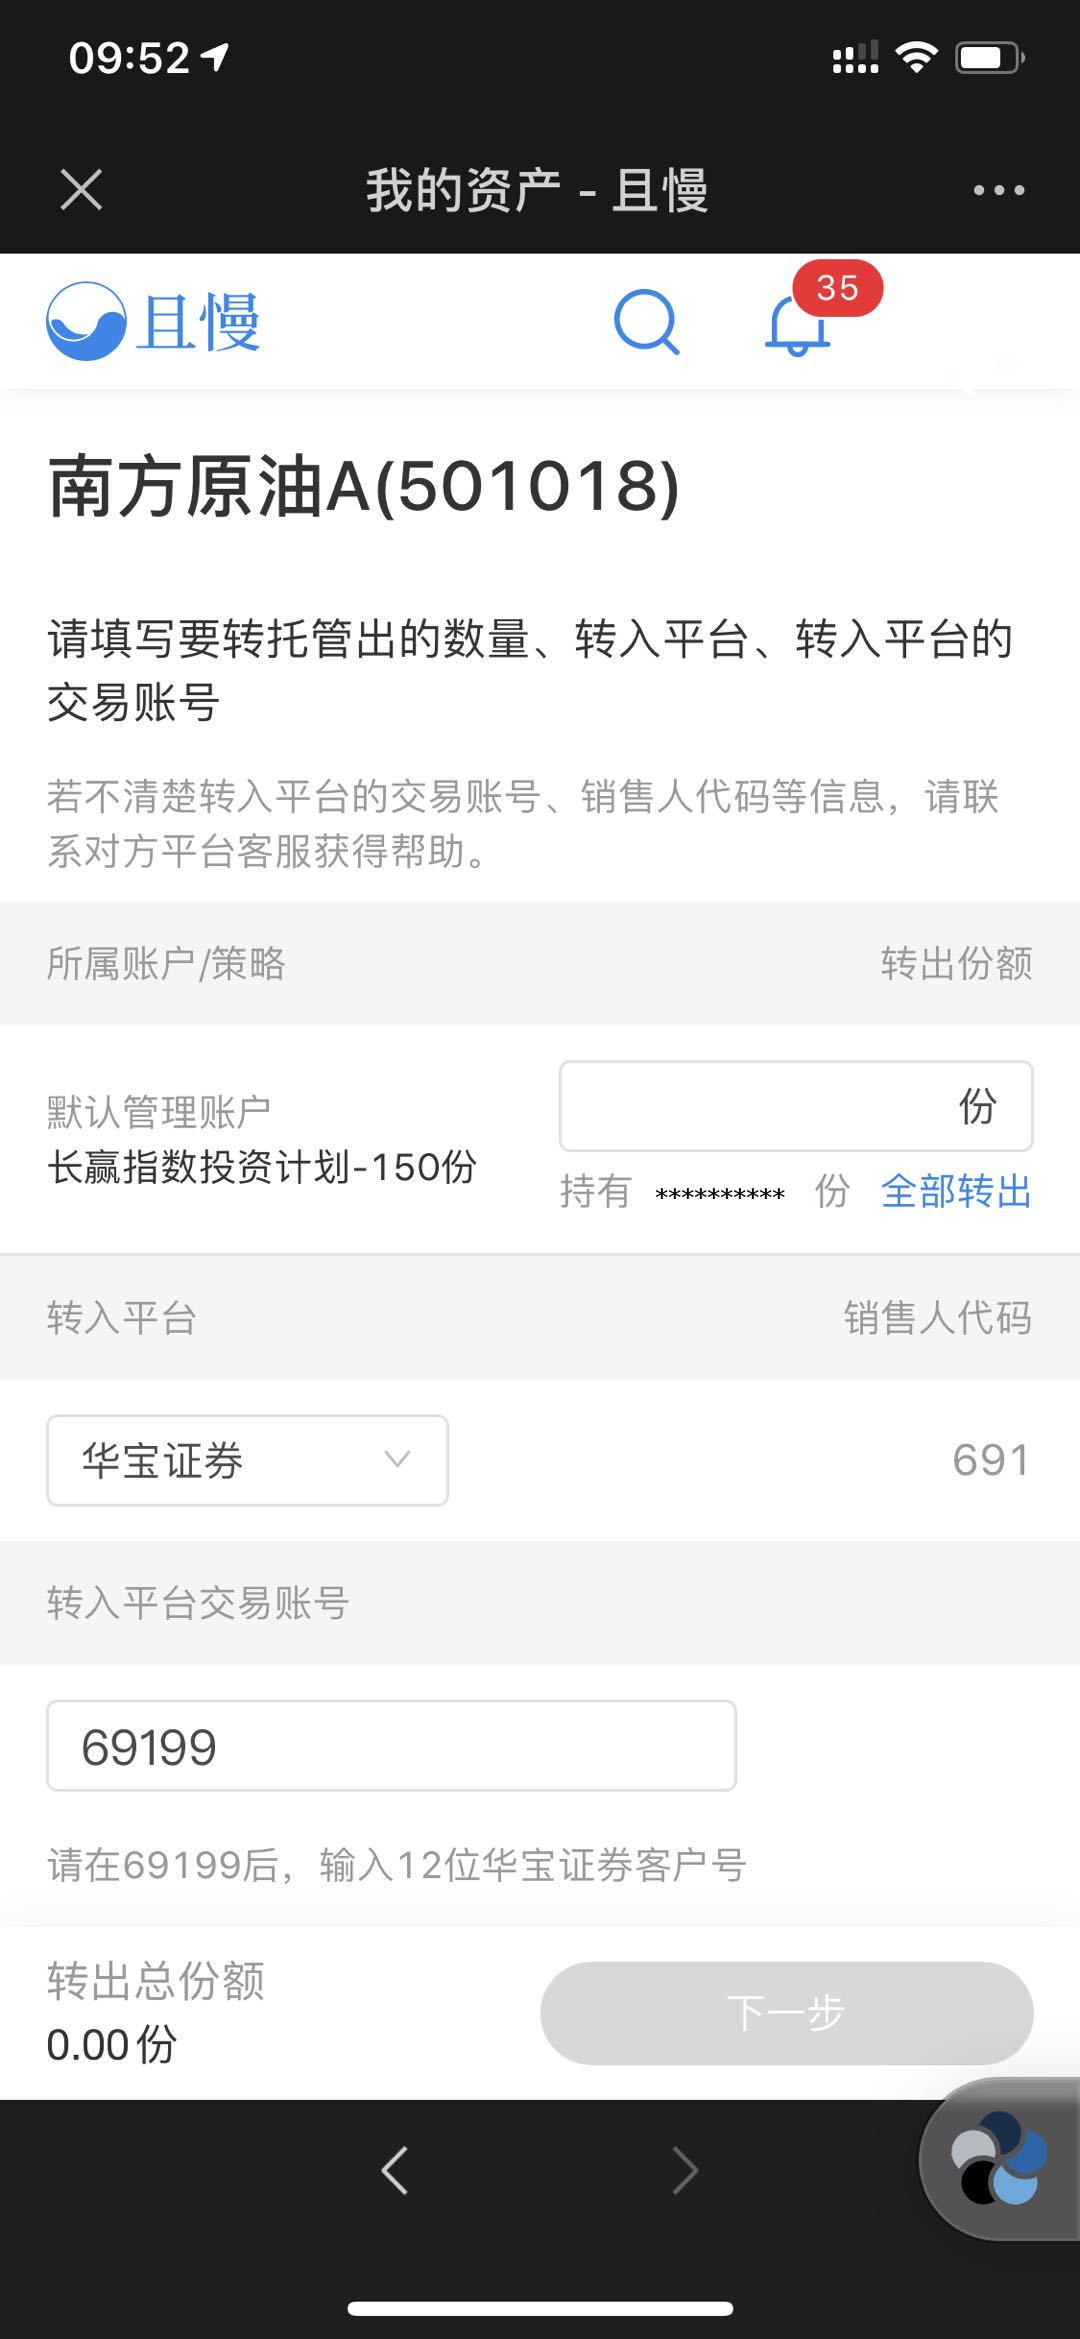 09:52
我的资产 - 且慢
且慢
35
南方原油A(501018)
请填写要转托管出的数量、转入平台、转入平台的
交易账号
若不清楚转入平台的交易账号、销售人代码等信息，请联
系对方平台客服获得帮助。
所属账户/策略 转出份额
默认管理账户
长赢指数投资计划-150份
份
持有 ********** 份 全部转出
转入平台 销售人代码
华宝证券 691
转入平台交易账号
69199
请在69199后，输入12位华宝证券客户号
转出总份额
0.00份
下一步